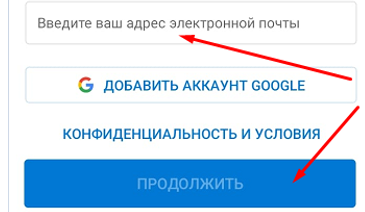 Введите ваш адрес электронной почты
ДОБАВИТЬ АККАУНТ GOOGLE
КОНФИДЕНЦИАЛЬНОСТЬ И УСЛОВИЯ
ПРОДОЛЖИТЬ